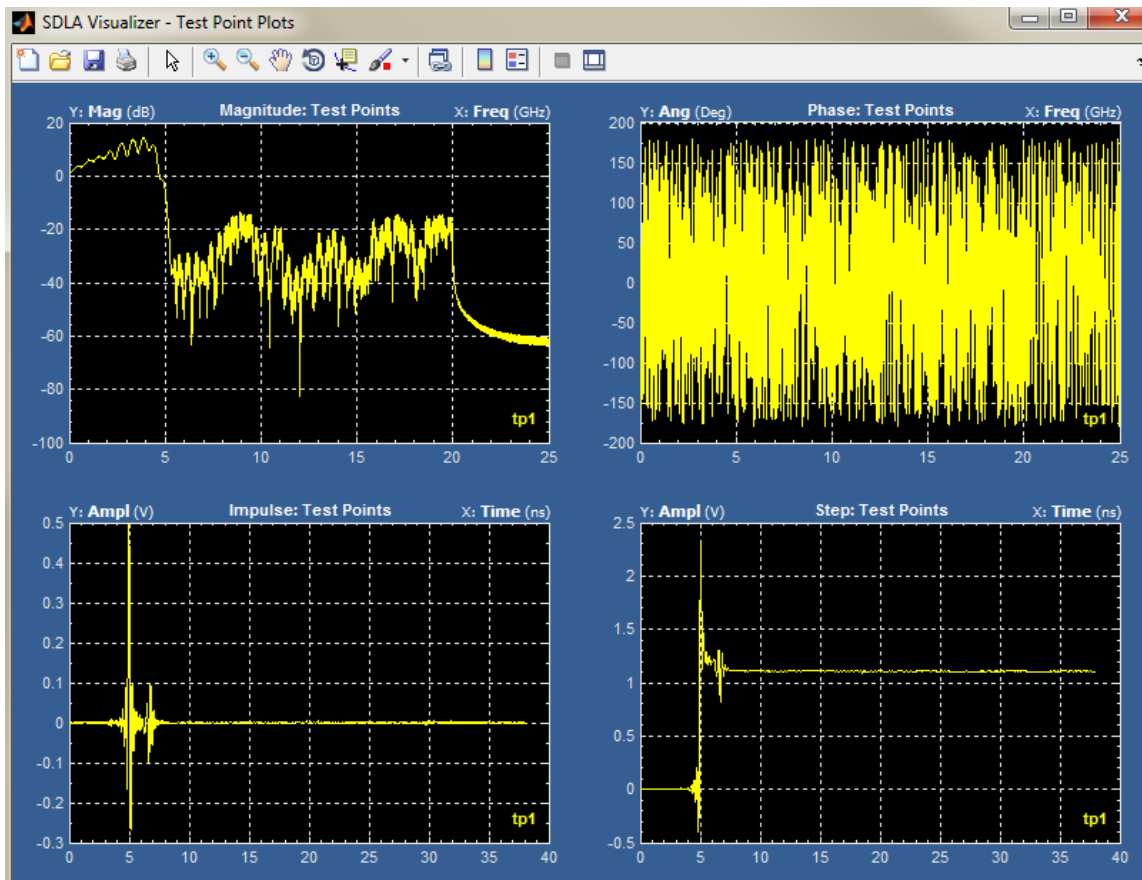 SDLA Visualizer - Test Point Plots
Y: Mag (dB) Magnitude: Test Points X: Freq (GHz)
20
0
-20
-40
-60
-80
-100
0 5 10 15 20 25
tp1
Y: Ang (Deg) Phase: Test Points X: Freq (GHz)
200
150
100
50
0
-50
-100
-150
-200
0 5 10 15 20 25
tp1
Y: Ampl (V) Impulse: Test Points X: Time (ns)
0.5
0.4
0.3
0.2
0.1
0
-0.1
-0.2
-0.3
0 5 10 15 20 25 30 35 40
tp1
Y: Ampl (V) Step: Test Points X: Time (ns)
2.5
2
1.5
1
0.5
0
-0.5
0 5 10 15 20 25 30 35 40
tp1